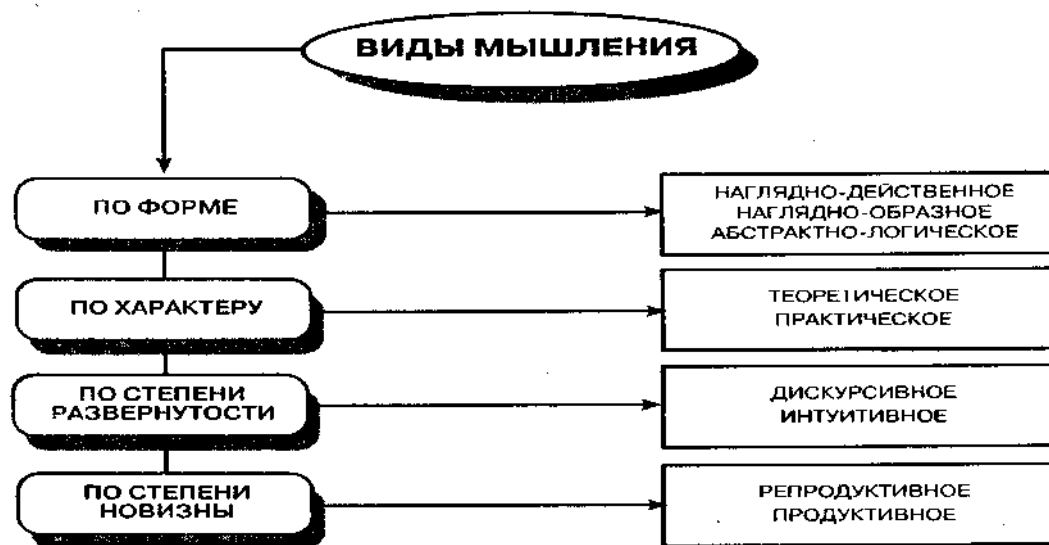 ВИДЫ МЫШЛЕНИЯ
ПО ФОРМЕ
НАГЛЯДНО-ДЕЙСТВЕННОЕ
НАГЛЯДНО-ОБРАЗНОЕ
АБСТРАКТНО-ЛОГИЧЕСКОЕ
ПО ХАРАКТЕРУ
ТЕОРЕТИЧЕСКОЕ
ПРАКТИЧЕСКОЕ
ПО СТЕПЕНИ
РАЗВЕРНУТОСТИ
ДИСКУРСИВНОЕ
ИНТУИТИВНОЕ
ПО СТЕПЕНИ
НОВИЗНЫ
РЕПРОДУКТИВНОЕ
ПРОДУКТИВНОЕ